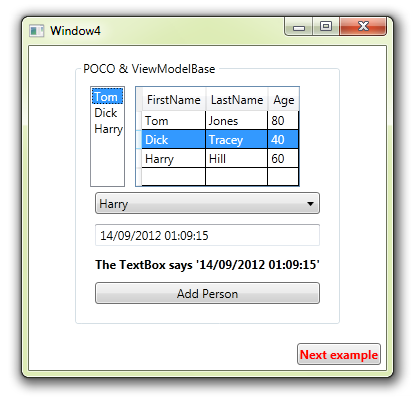 Window4
POCO & ViewModelBase
Tom
Dick
Harry
FirstName LastName Age
Tom Jones 80
Dick Tracey 40
Harry Hill 60
Harry
14/09/2012 01:09:15
The TextBox says '14/09/2012 01:09:15'
Add Person
Next example